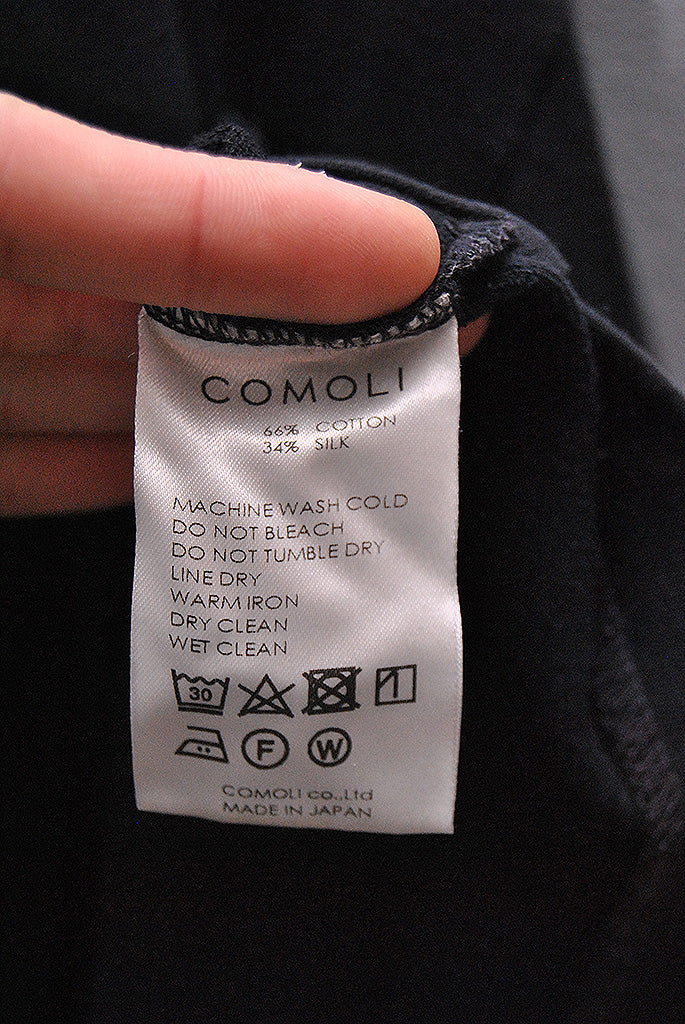 COMOLI
66% COTTON
34% SILK
MACHINE WASH COLD
DO NOT BLEACH
DO NOT TUMBLE DRY
LINE DRY
WARM IRON
DRY CLEAN
WET CLEAN
30
F W
COMOLI co.,Ltd
MADE IN JAPAN